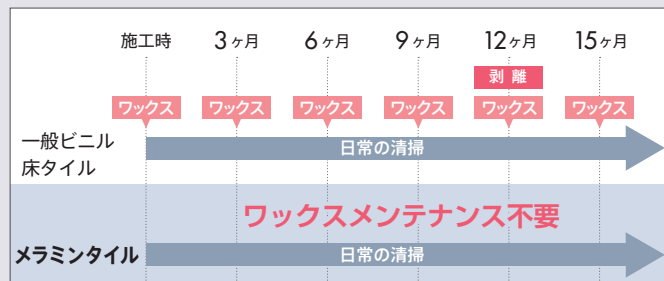 施工時 3ヶ月 6ヶ月 9ヶ月 12ヶ月 15ヶ月
剥離
ワックス ワックス ワックス ワックス ワックス ワックス
一般ビニル
床タイル
日常の清掃
ワックスメンテナンス不要
メラミンタイル 日常の清掃